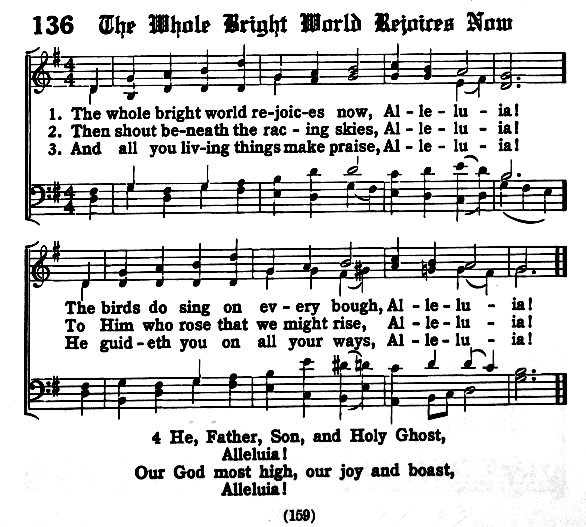 136 The Whole Bright World Rejoices Now
1. The whole bright world re-joic-es now, Al - le - lu - ia!
2. Then shout be-neath the rac - ing skies, Al - le - lu - ia!
3. And all you liv-ing things make praise, Al - le - lu - ia!
The birds do sing on ev - ery bough, Al - le - lu - ia!
To Him who rose that we might rise, Al - le - lu - ia!
He guid-eth you on all your ways, Al - le - lu - ia!
4 He, Father, Son, and Holy Ghost,
Alleluia!
Our God most high, our joy and boast,
Alleluia!
(159)